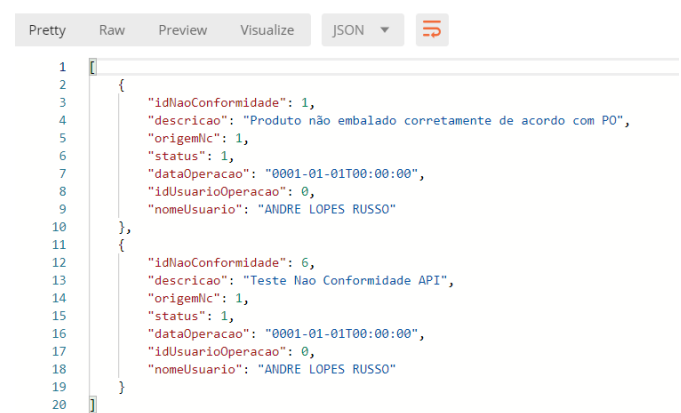 Pretty Raw Preview Visualize JSON
1 [
2 {
3 "idNaoConformidade": 1,
4 "descricao": "Produto não embalado corretamente de acordo com PO",
5 "origemNc": 1,
6 "status": 1,
7 "dataOperacao": "0001-01-01T00:00:00",
8 "idUsuarioOperacao": 0,
9 "nomeUsuario": "ANDRE LOPES RUSSO"
10 },
11 {
12 "idNaoConformidade": 6,
13 "descricao": "Teste Nao Conformidade API",
14 "origemNc": 1,
15 "status": 1,
16 "dataOperacao": "0001-01-01T00:00:00",
17 "idUsuarioOperacao": 0,
18 "nomeUsuario": "ANDRE LOPES RUSSO"
19 }
20 ]